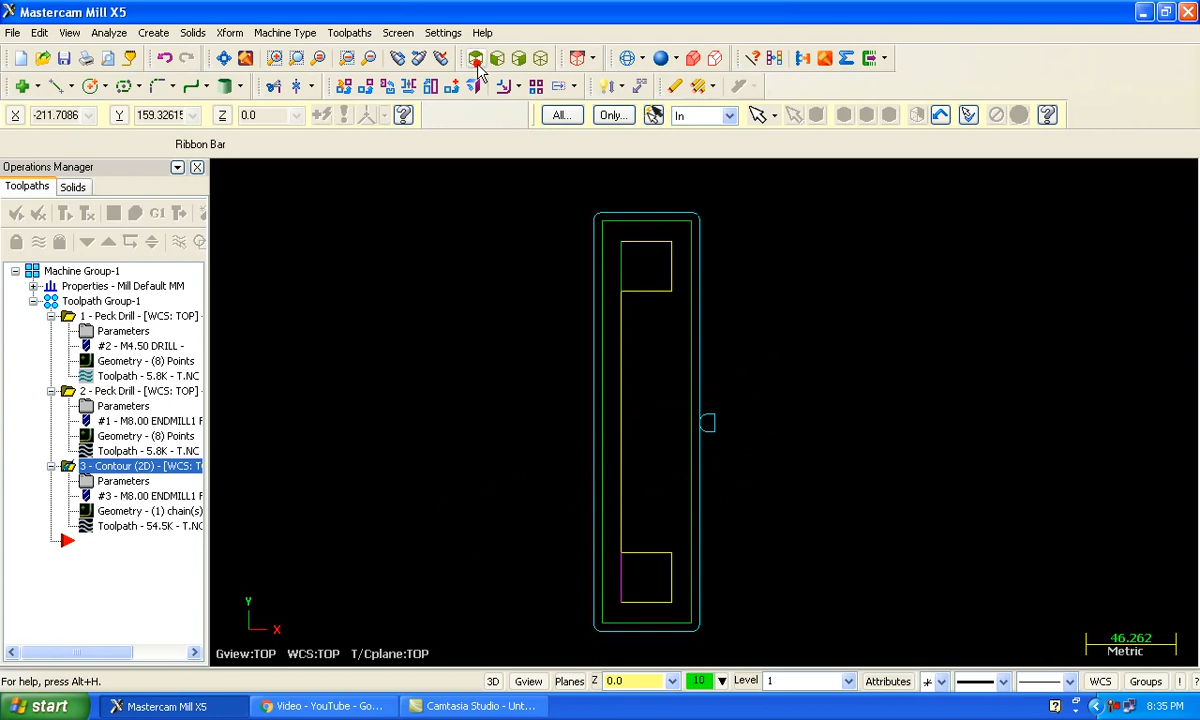 Mastercam Mill X5
File Edit View Analyze Create Solids Xform Machine Type Toolpaths Screen Settings Help
X -211.7086 Y 159.32615 Z 0.0 All... Only... In
Ribbon Bar
Operations Manager
Toolpaths Solids
G1
Machine Group-1
Properties - Mill Default MM
Toolpath Group-1
1 - Peck Drill - [WCS: TOP] -
Parameters
#2 - M4.50 DRILL -
Geometry - (8) Points
Toolpath - 5.8K - T.NC
2 - Peck Drill - [WCS: TOP] -
Parameters
#1 - M8.00 ENDMILL1 F
Geometry - (8) Points
Toolpath - 5.8K - T.NC
3 - Contour (2D) - [WCS: T
Parameters
#3 - M8.00 ENDMILL1 F
Geometry - (1) chain(s)
Toolpath - 54.5K - T.NC
Y
X
Gview:TOP WCS:TOP T/Cplane:TOP
46.262
Metric
For help, press Alt+H.
3D Gview Planes Z 0.0 10 Level 1 Attributes WCS Groups ! ?
start Mastercam Mill X5 Video - YouTube - Go... Camtasia Studio - Unt... 8:35 PM